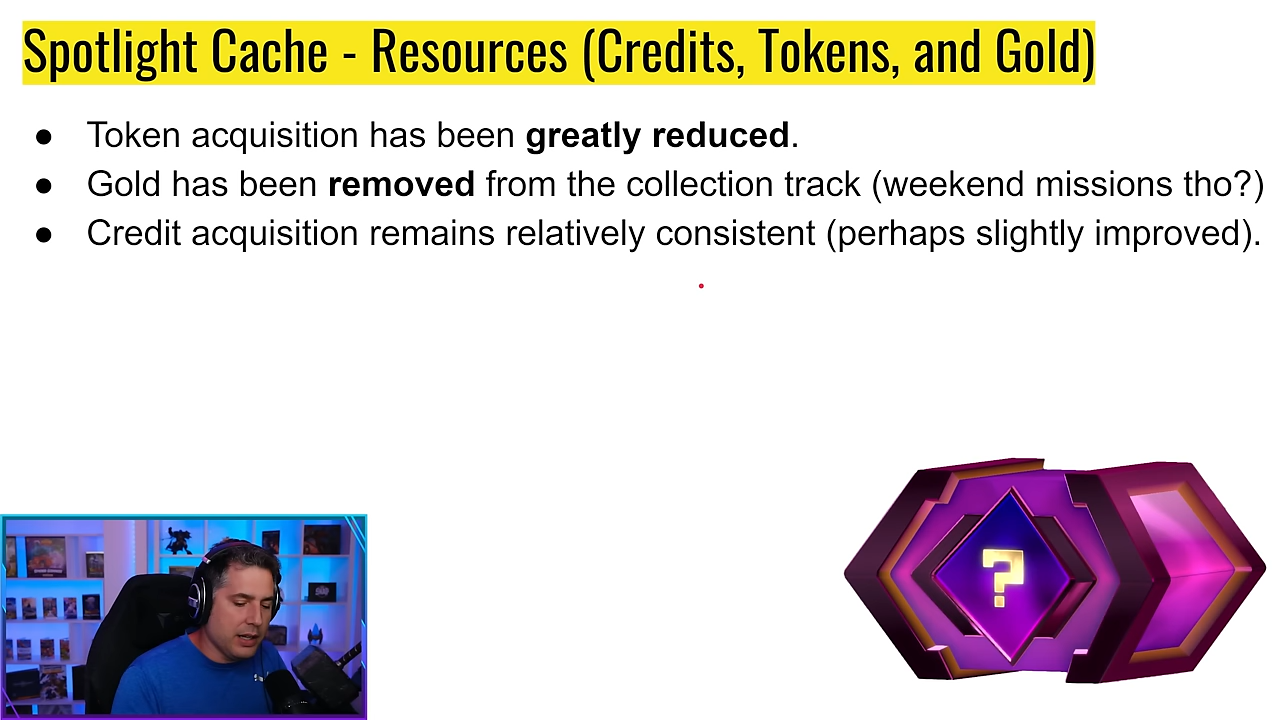 Spotlight Cache - Resources (Credits, Tokens, and Gold)
● Token acquisition has been greatly reduced.
● Gold has been removed from the collection track (weekend missions tho?)
● Credit acquisition remains relatively consistent (perhaps slightly improved).
?